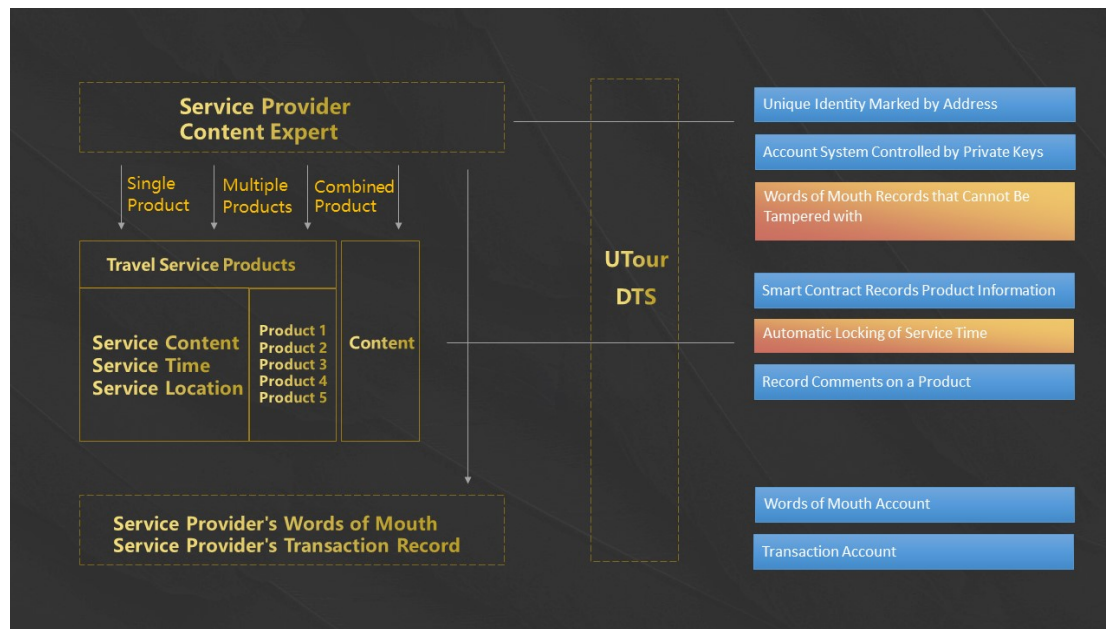 Service Provider
Content Expert
Single
Product
Multiple
Products
Combined
Product
Travel Service Products
Service Content
Service Time
Service Location
Product 1
Product 2
Product 3
Product 4
Product 5
Content
Service Provider's Words of Mouth
Service Provider's Transaction Record
UTour
DTS
Unique Identity Marked by Address
Account System Controlled by Private Keys
Words of Mouth Records that Cannot Be
Tampered with
Smart Contract Records Product Information
Automatic Locking of Service Time
Record Comments on a Product
Words of Mouth Account
Transaction Account